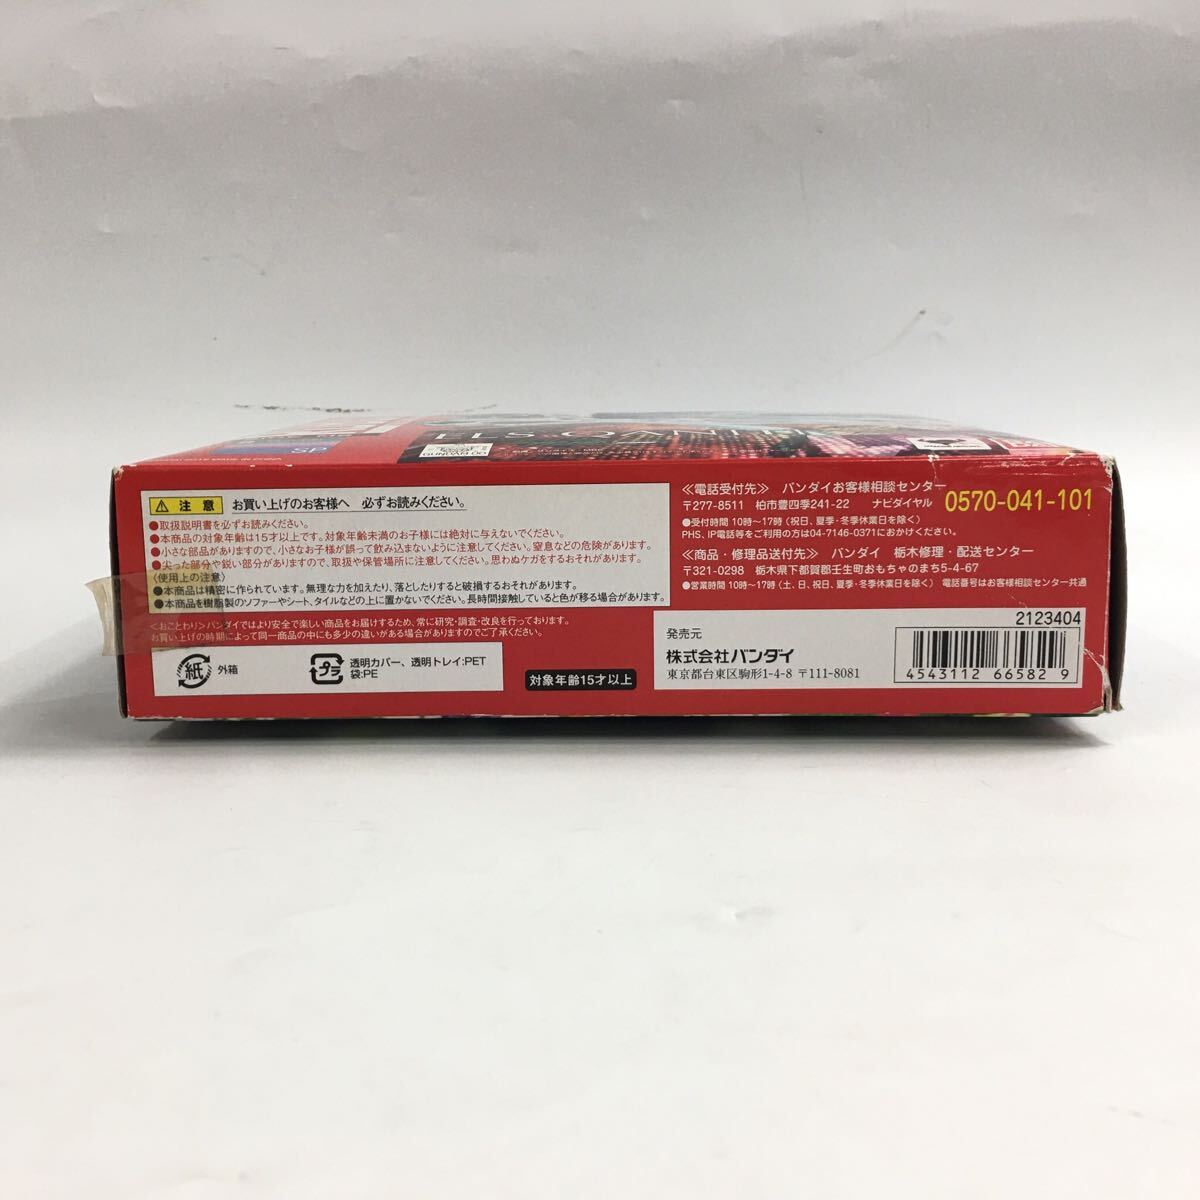 QAN[T]
GUNDAM OO
SP
注意 お買い上げのお客様へ 必ずお読みください。
●取扱説明書を必ずお読みください。
●本商品の対象年齢は15才以上です。対象年齢未満のお子様には絶対に与えないでください。
●小さな部品がありますので、小さなお子様が誤って飲み込まないように注意してください。窒息などの危険があります。
●尖った部分や鋭い部分がありますので、取扱や保管場所に注意してください。思わぬケガをするおそれがあります。
〈使用上の注意〉
●本商品は精密に作られています。無理な力を加えたり、落としたりすると破損するおそれがあります。
●本商品を樹脂製のソファーやシート、タイルなどの上に置かないでください。長時間接触していると色が移る場合があります。
＜おことわり＞バンダイではより安全で楽しい商品をお届けするため、常に研究・調査・改良を行っております。
お買い上げの時期によって同一商品の中にも多少の違いがある場合がありますのでご了承ください。
紙 外箱
プラ 透明カバー、透明トレイ:PET
袋:PE
対象年齢15才以上
≪電話受付先≫ バンダイお客様相談センター
〒277-8511 柏市豊四季241-22 ナビダイヤル 0570-041-101
●受付時間 10時～17時 (祝日、夏季・冬季休業日を除く)
PHS、IP電話等をご利用の方は04-7146-0371におかけください。
≪商品・修理品送付先≫ バンダイ 栃木修理・配送センター
〒321-0298 栃木県下都賀郡壬生町おもちゃのまち5-4-67
●営業時間 10時～17時 (土、日、祝日、夏季・冬季休業日を除く) 電話番号はお客様相談センター共通
発売元
株式会社バンダイ
東京都台東区駒形1-4-8 〒111-8081
2123404
4543112 66582 9